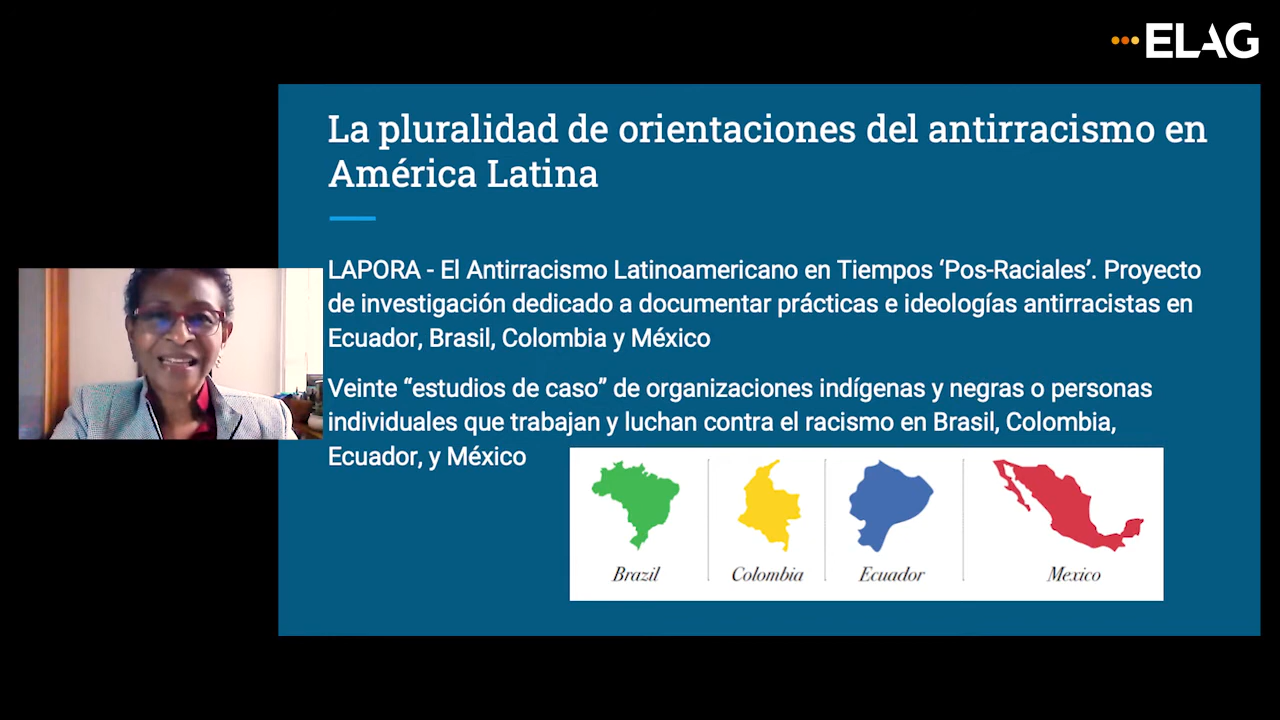 ELAG
La pluralidad de orientaciones del antirracismo en
América Latina
LAPORA - El Antirracismo Latinoamericano en Tiempos ‘Pos-Raciales’. Proyecto
de investigación dedicado a documentar prácticas e ideologías antirracistas en
Ecuador, Brasil, Colombia y México
Veinte “estudios de caso” de organizaciones indígenas y negras o personas
individuales que trabajan y luchan contra el racismo en Brasil, Colombia,
Ecuador, y México
Brazil Colombia Ecuador Mexico